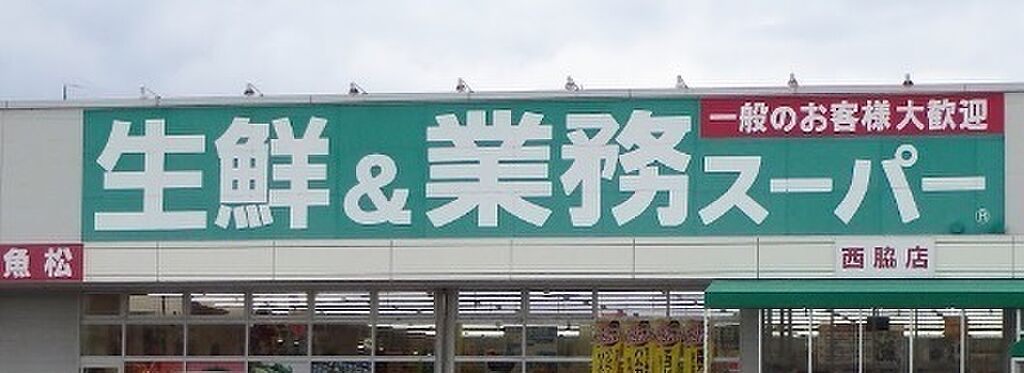 一般のお客様大歓迎
生鮮&業務スーパー®
魚松
西脇店